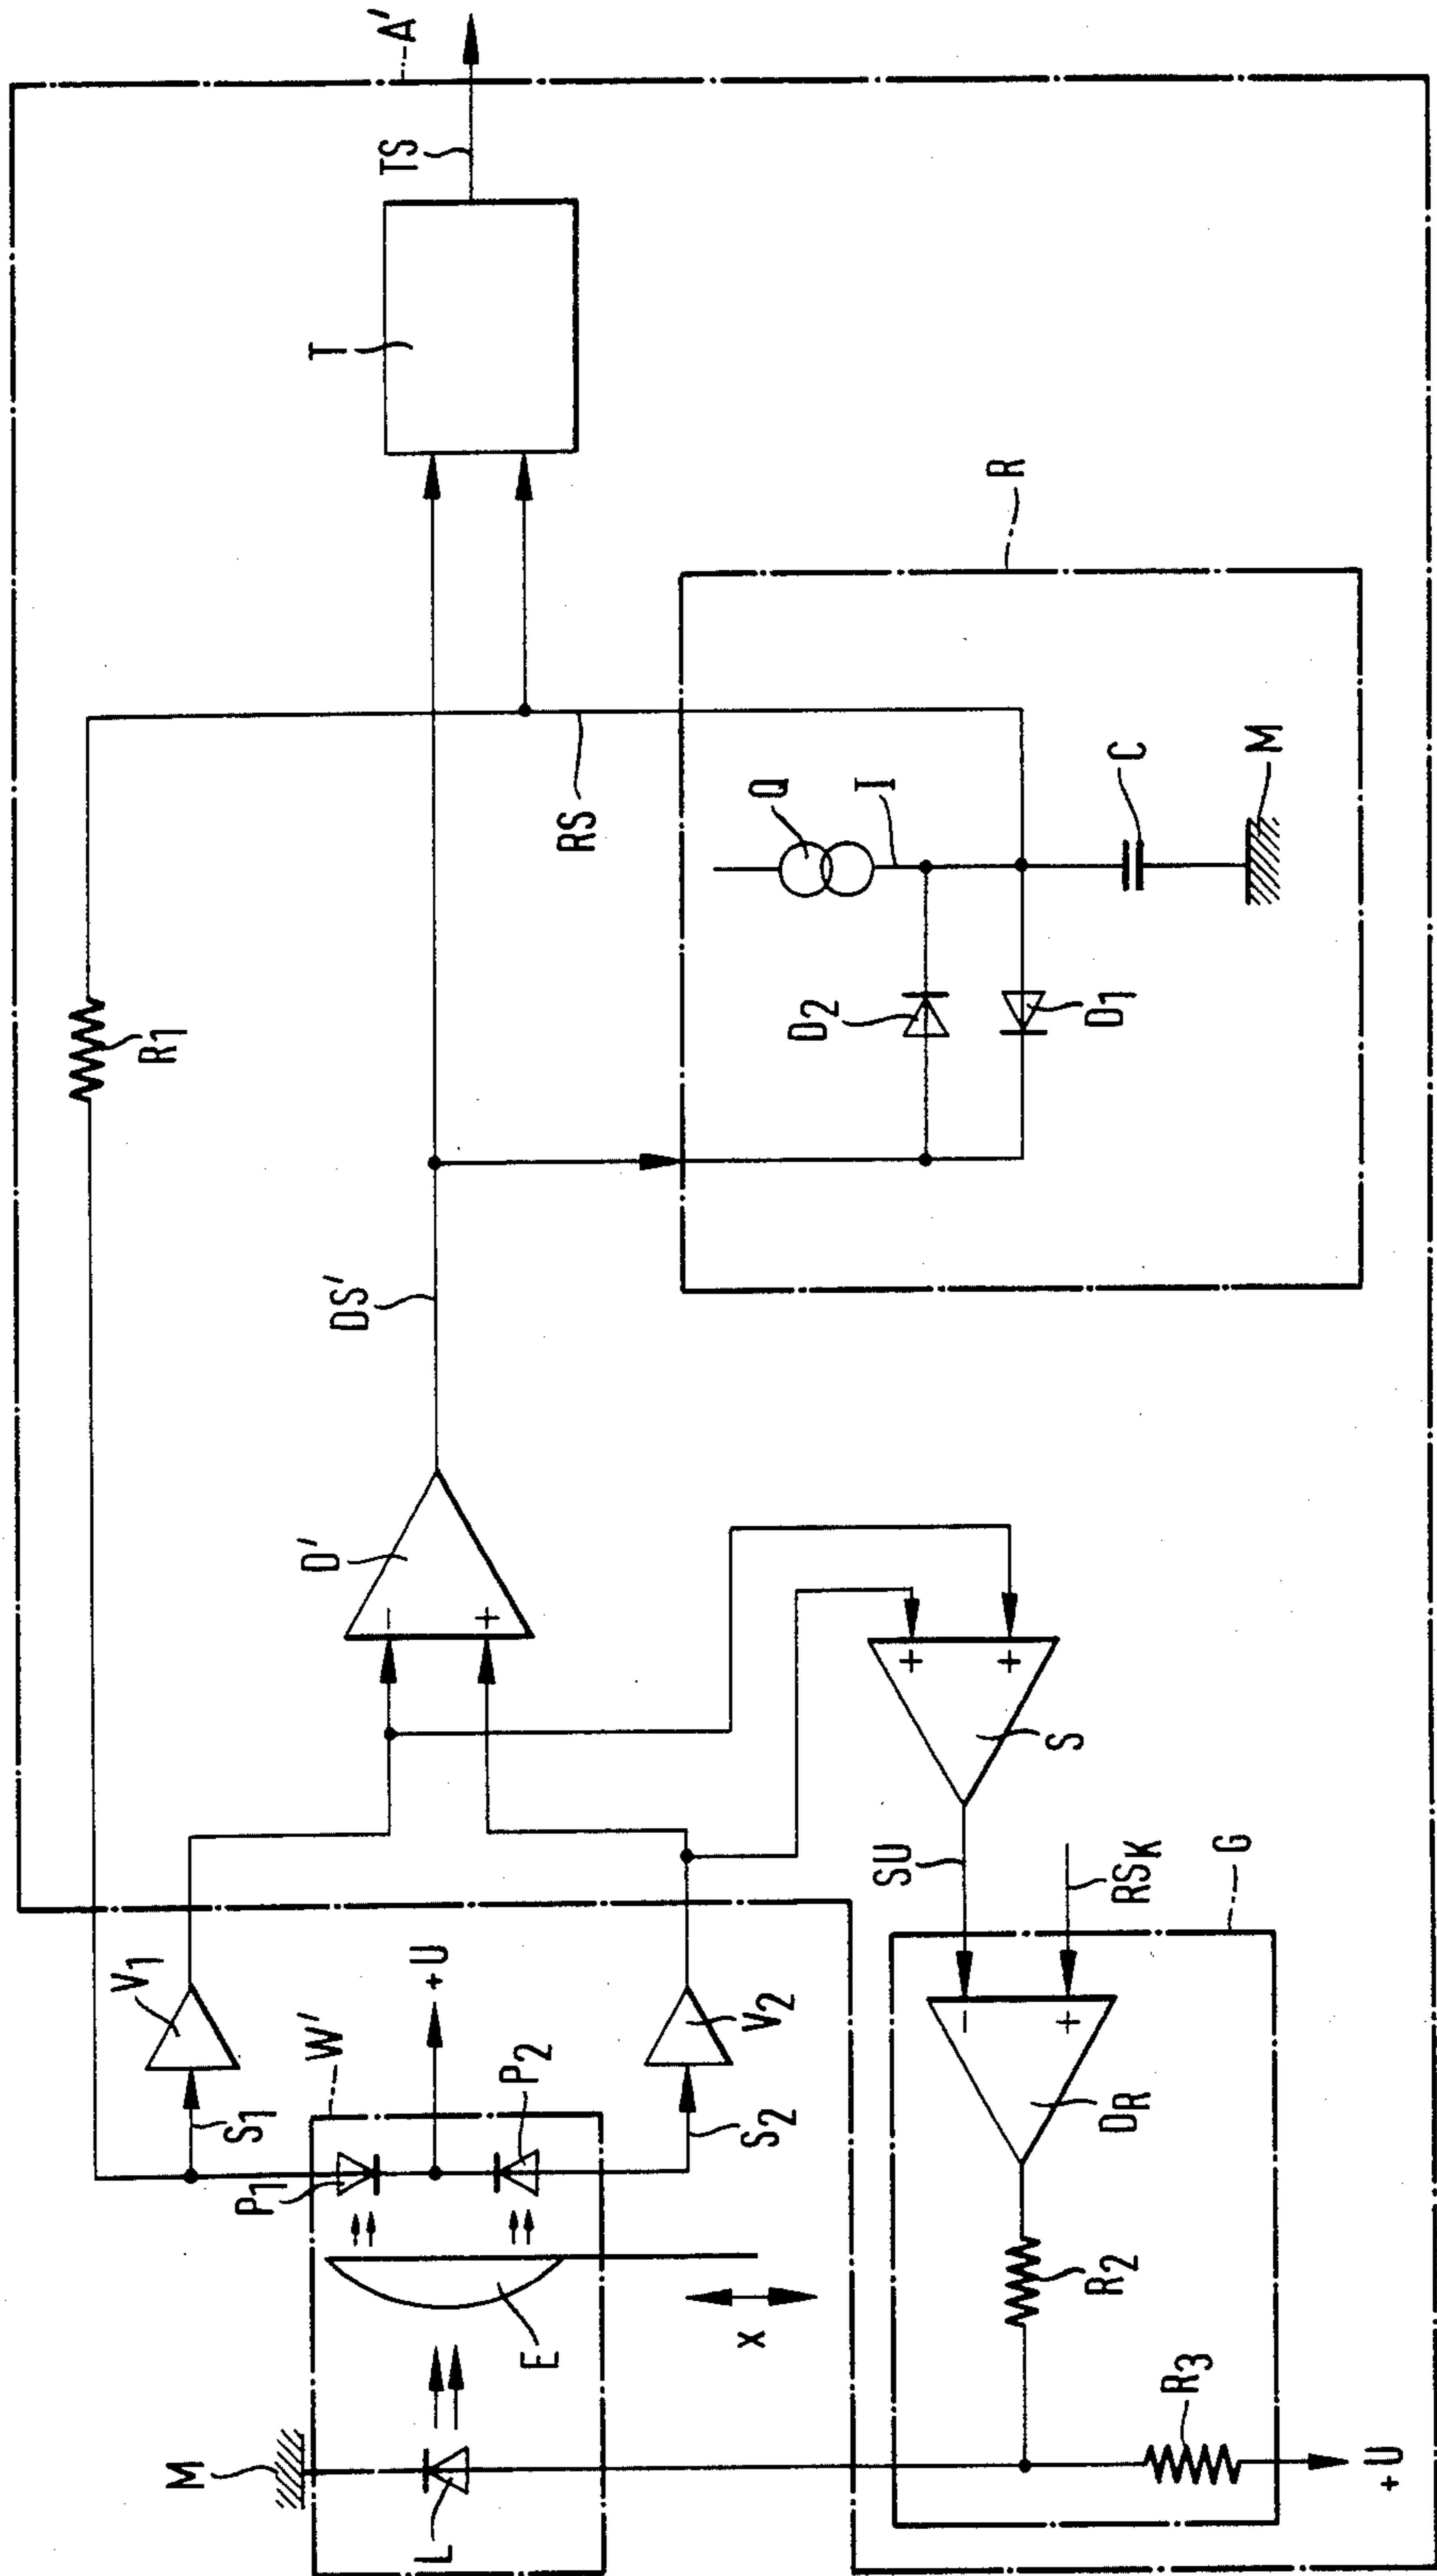 A'
TS
T
R
RS
Q
I
C
M
D2
D1
R1
DS'
D'
-
+
+
+
S
SU
RSK
G
V1
W'
+U
V2
S1
P1
P2
S2
-
+
DR
R2
E
X
M
L
R3
+U